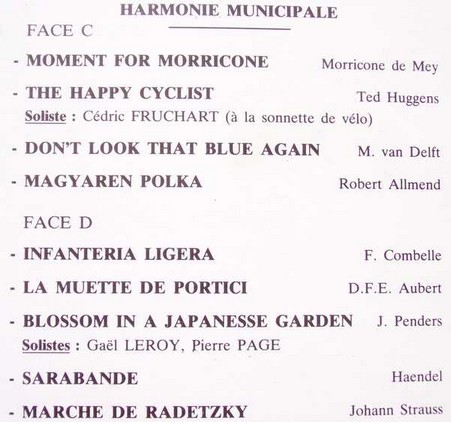 HARMONIE MUNICIPALE
FACE C
- MOMENT FOR MORRICONE Morricone de Mey
- THE HAPPY CYCLIST Ted Huggens
Soliste : Cédric FRUCHART (à la sonnette de vélo)
- DON'T LOOK THAT BLUE AGAIN M. van Delft
- MAGYAREN POLKA Robert Allmend
FACE D
- INFANTERIA LIGERA F. Combelle
- LA MUETTE DE PORTICI D.F.E. Aubert
- BLOSSOM IN A JAPANESSE GARDEN J. Penders
Solistes : Gaël LEROY, Pierre PAGE
- SARABANDE Haendel
- MARCHE DE RADETZKY Johann Strauss